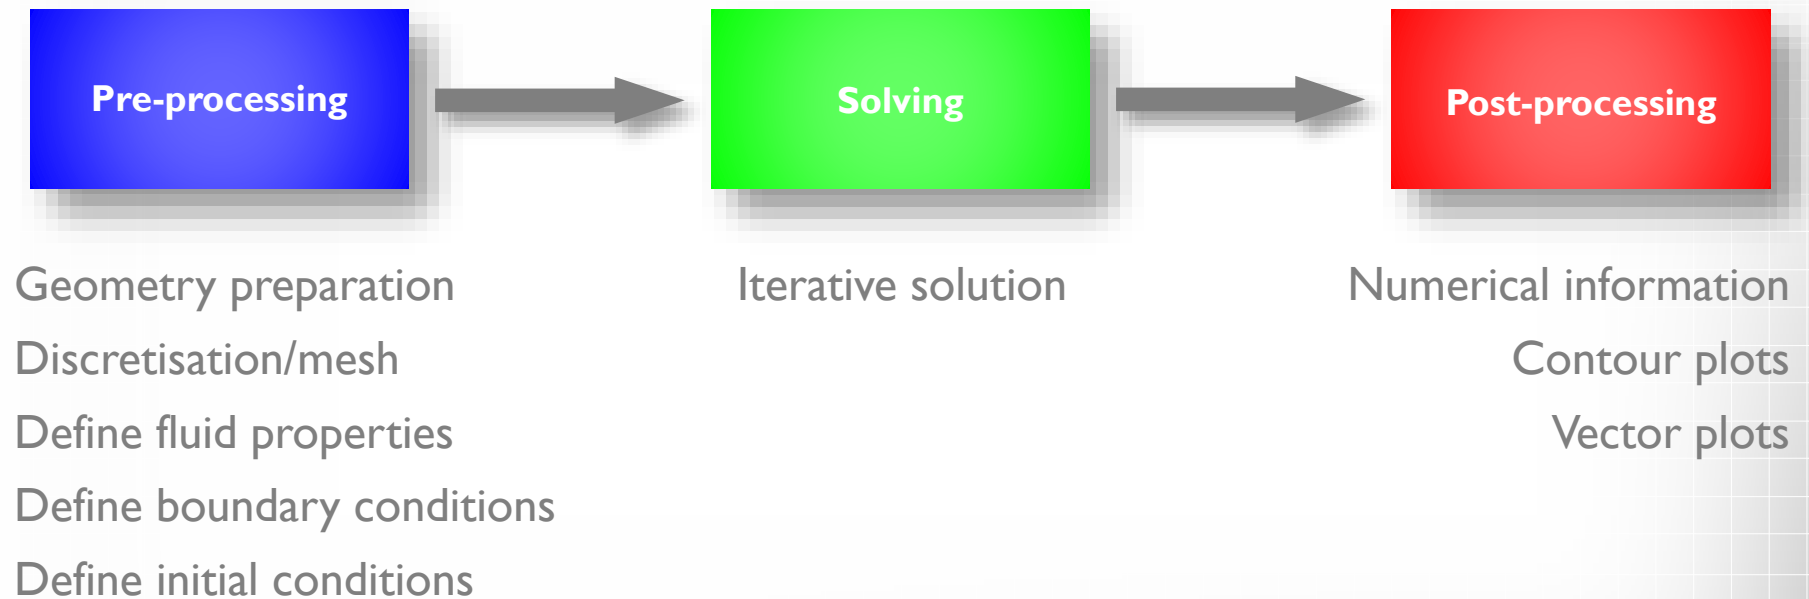 Pre-processing
Solving
Post-processing
Geometry preparation
Discretisation/mesh
Define fluid properties
Define boundary conditions
Define initial conditions
Iterative solution
Numerical information
Contour plots
Vector plots